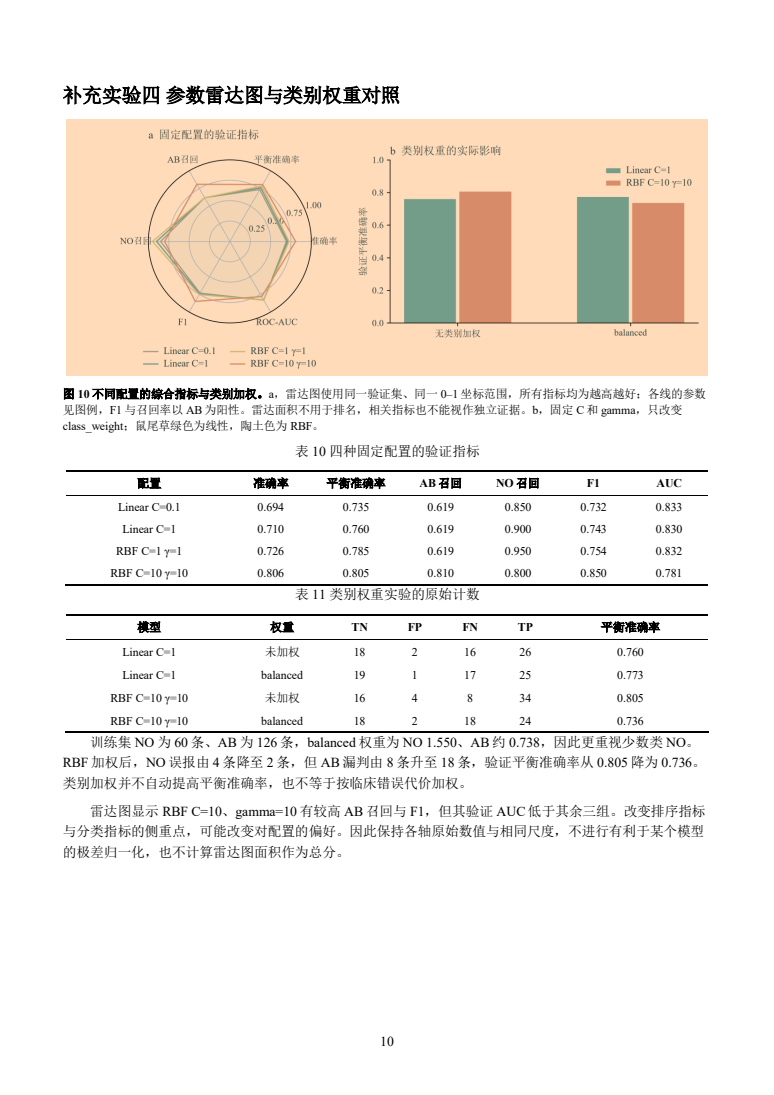 补充实验四 参数雷达图与类别权重对照
a 固定配置的验证指标
AB召回
平衡准确率
1.00
0.75
0.50
0.25
NO召回
准确率
F1
ROC-AUC
Linear C=0.1
RBF C=1 γ=1
Linear C=1
RBF C=10 γ=10
b 类别权重的实际影响
1.0
0.8
0.6
0.4
0.2
0.0
验证平衡准确率
Linear C=1
RBF C=10 γ=10
无类别加权
balanced
图 10 不同配置的综合指标与类别加权。a，雷达图使用同一验证集、同一 0–1 坐标范围，所有指标均为越高越好；各线的参数
见图例，F1 与召回率以 AB 为阳性。雷达面积不用于排名，相关指标也不能视作独立证据。b，固定 C 和 gamma，只改变
class_weight；鼠尾草绿色为线性，陶土色为 RBF。
表 10 四种固定配置的验证指标
配置 准确率 平衡准确率 AB 召回 NO 召回 F1 AUC
Linear C=0.1 0.694 0.735 0.619 0.850 0.732 0.833
Linear C=1 0.710 0.760 0.619 0.900 0.743 0.830
RBF C=1 γ=1 0.726 0.785 0.619 0.950 0.754 0.832
RBF C=10 γ=10 0.806 0.805 0.810 0.800 0.850 0.781
表 11 类别权重实验的原始计数
模型 权重 TN FP FN TP 平衡准确率
Linear C=1 未加权 18 2 16 26 0.760
Linear C=1 balanced 19 1 17 25 0.773
RBF C=10 γ=10 未加权 16 4 8 34 0.805
RBF C=10 γ=10 balanced 18 2 18 24 0.736
训练集 NO 为 60 条、AB 为 126 条，balanced 权重为 NO 1.550、AB 约 0.738，因此更重视少数类 NO。
RBF 加权后，NO 误报由 4 条降至 2 条，但 AB 漏判由 8 条升至 18 条，验证平衡准确率从 0.805 降为 0.736。
类别加权并不自动提高平衡准确率，也不等于按临床错误代价加权。
雷达图显示 RBF C=10、gamma=10 有较高 AB 召回与 F1，但其验证 AUC 低于其余三组。改变排序指标
与分类指标的侧重点，可能改变对配置的偏好。因此保持各轴原始数值与相同尺度，不进行有利于某个模型
的极差归一化，也不计算雷达图面积作为总分。
10